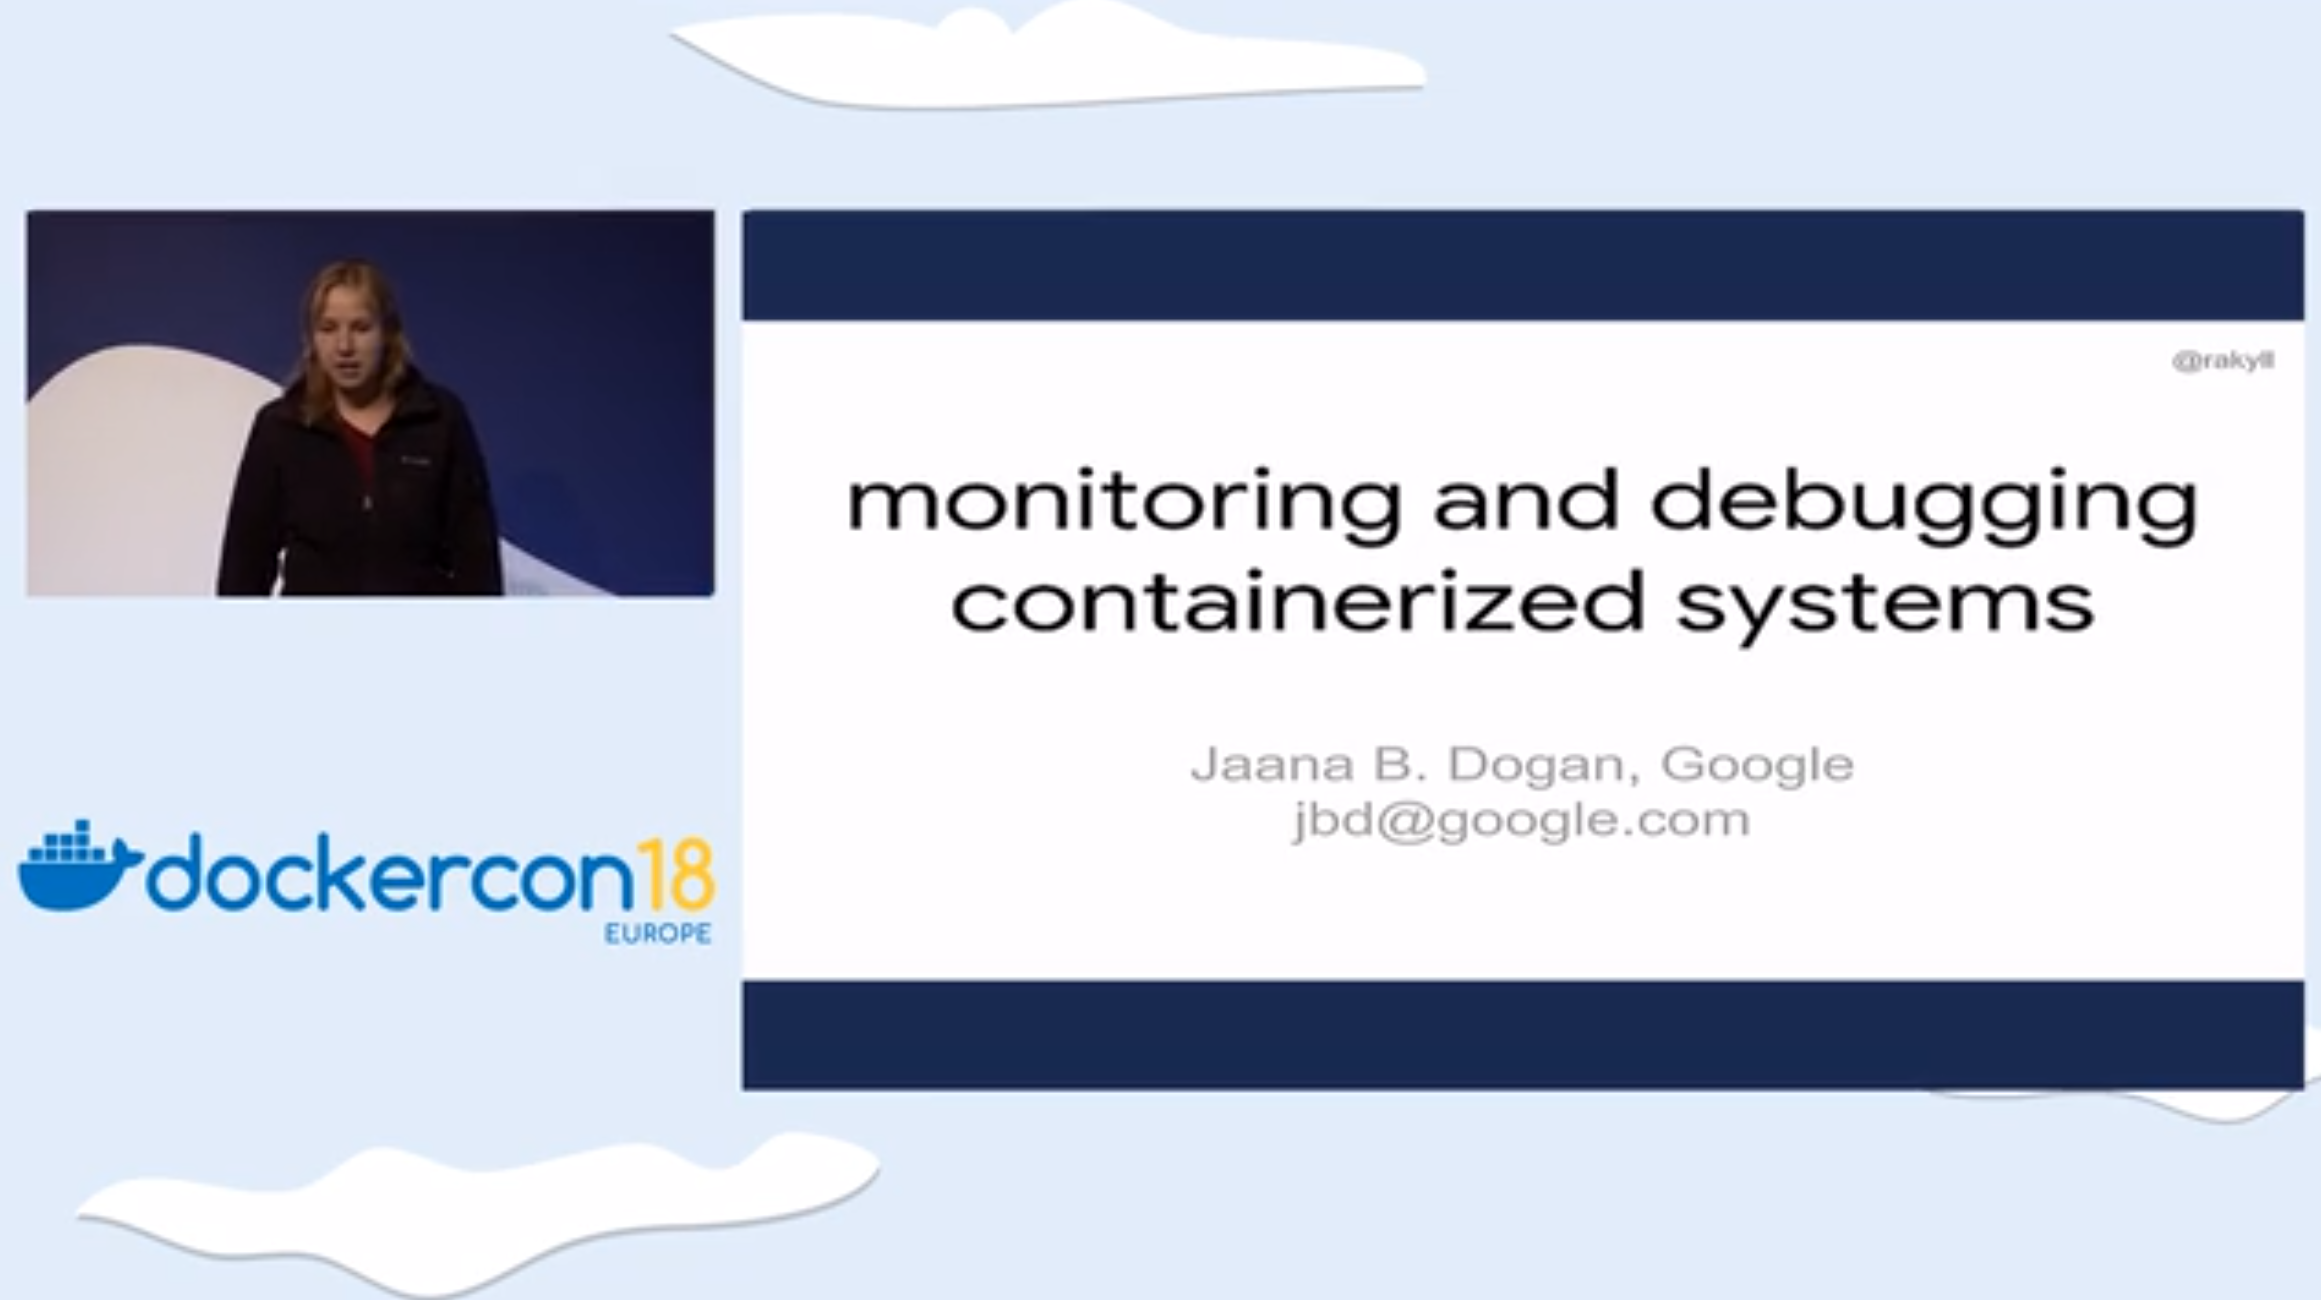 @rakyll
monitoring and debugging
containerized systems
Jaana B. Dogan, Google
jbd@google.com
dockercon18
EUROPE